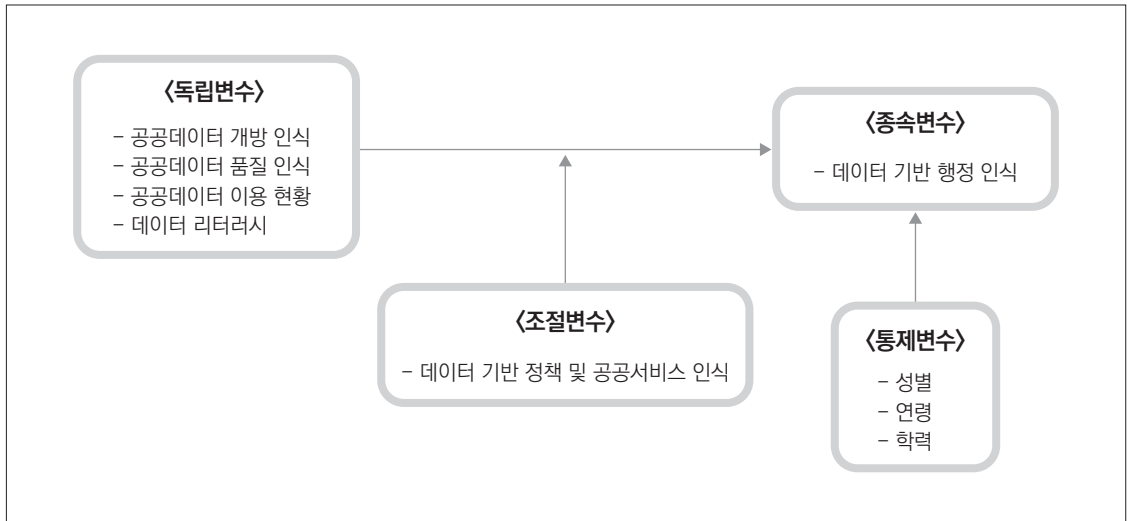 〈독립변수〉
– 공공데이터 개방 인식
– 공공데이터 품질 인식
– 공공데이터 이용 현황
– 데이터 리터러시
〈종속변수〉
– 데이터 기반 행정 인식
〈조절변수〉
– 데이터 기반 정책 및 공공서비스 인식
〈통제변수〉
– 성별
– 연령
– 학력